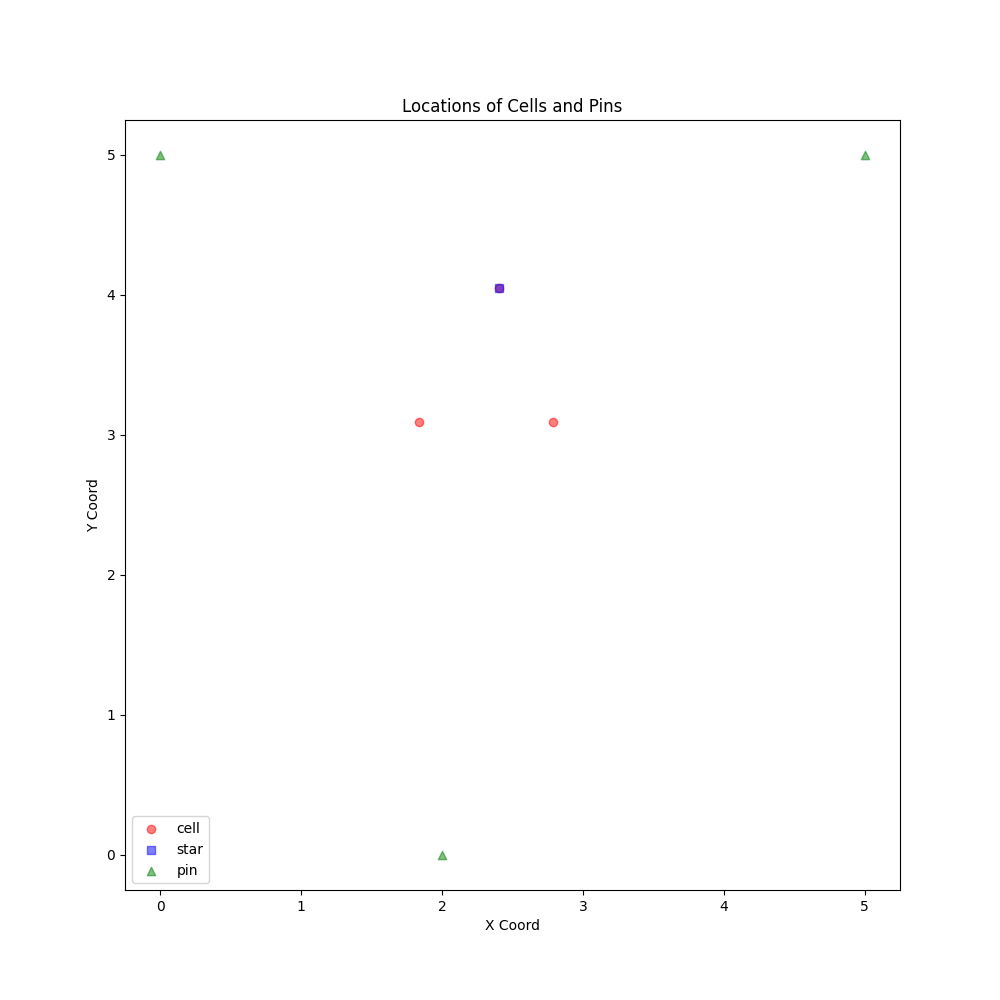 Locations of Cells and Pins
5
4
3
2
1
0
Y Coord
cell
star
pin
0 1 2 3 4 5
X Coord